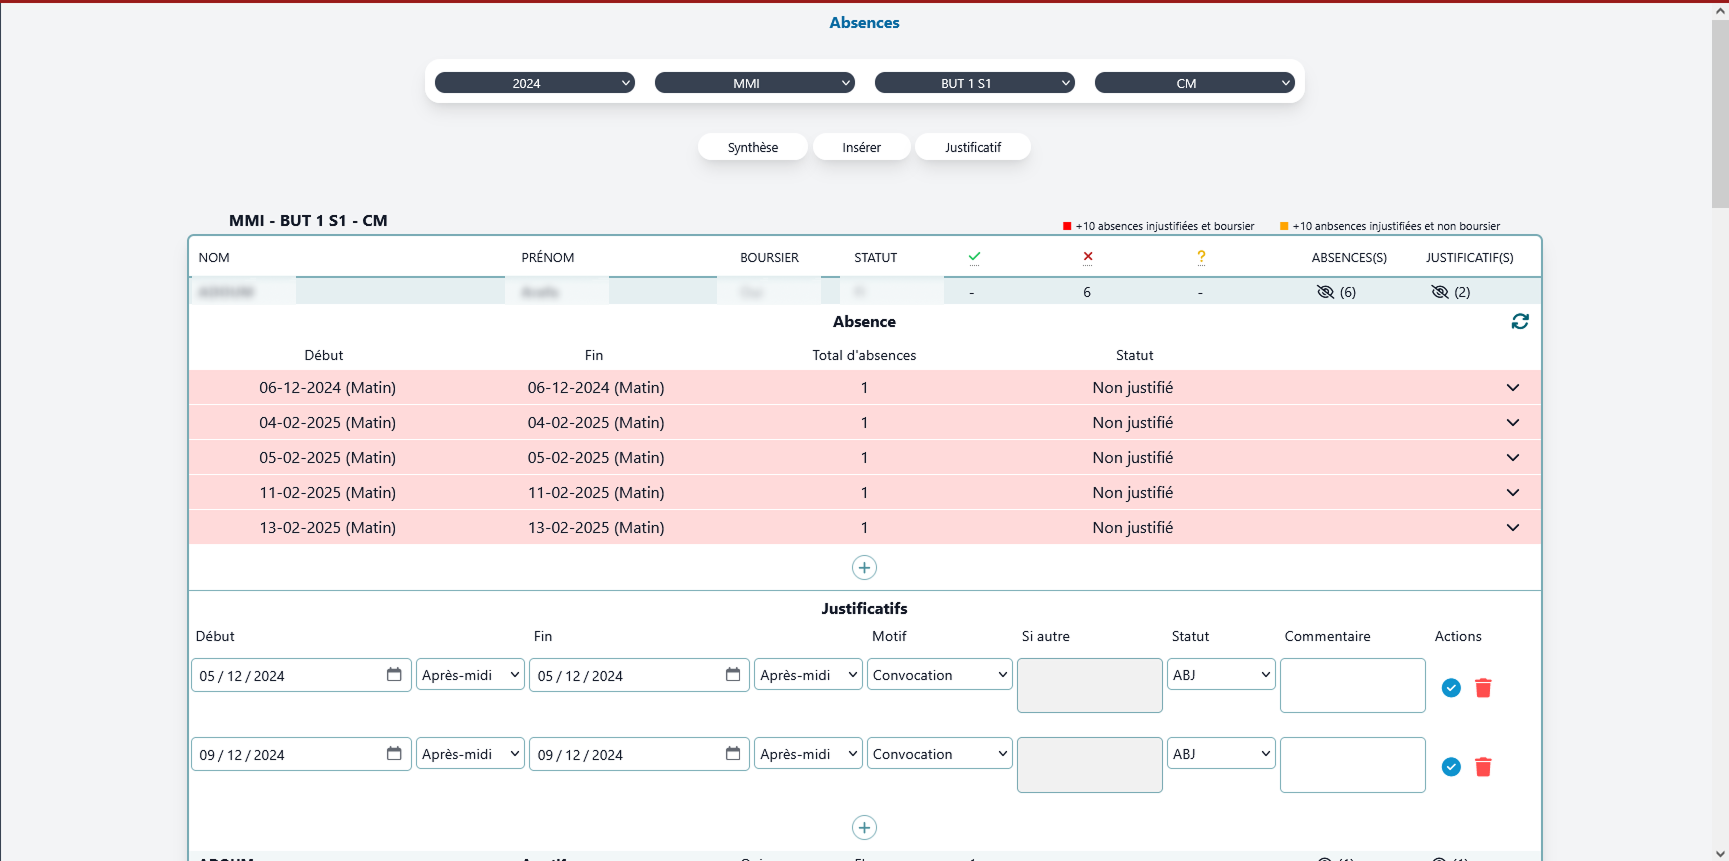 Absences
2024 MMI BUT 1 S1 CM
Synthèse Insérer Justificatif
MMI - BUT 1 S1 - CM
+10 absences injustifiées et boursier +10 anbsences injustifiées et non boursier
NOM PRÉNOM BOURSIER STATUT ? ABSENCES(S) JUSTIFICATIF(S)
- 6 - (6) (2)
Absence
Début Fin Total d'absences Statut
06-12-2024 (Matin) 06-12-2024 (Matin) 1 Non justifié
04-02-2025 (Matin) 04-02-2025 (Matin) 1 Non justifié
05-02-2025 (Matin) 05-02-2025 (Matin) 1 Non justifié
11-02-2025 (Matin) 11-02-2025 (Matin) 1 Non justifié
13-02-2025 (Matin) 13-02-2025 (Matin) 1 Non justifié
Justificatifs
Début Fin Motif Si autre Statut Commentaire Actions
05 / 12 / 2024 Après-midi 05 / 12 / 2024 Après-midi Convocation ABJ
09 / 12 / 2024 Après-midi 09 / 12 / 2024 Après-midi Convocation ABJ